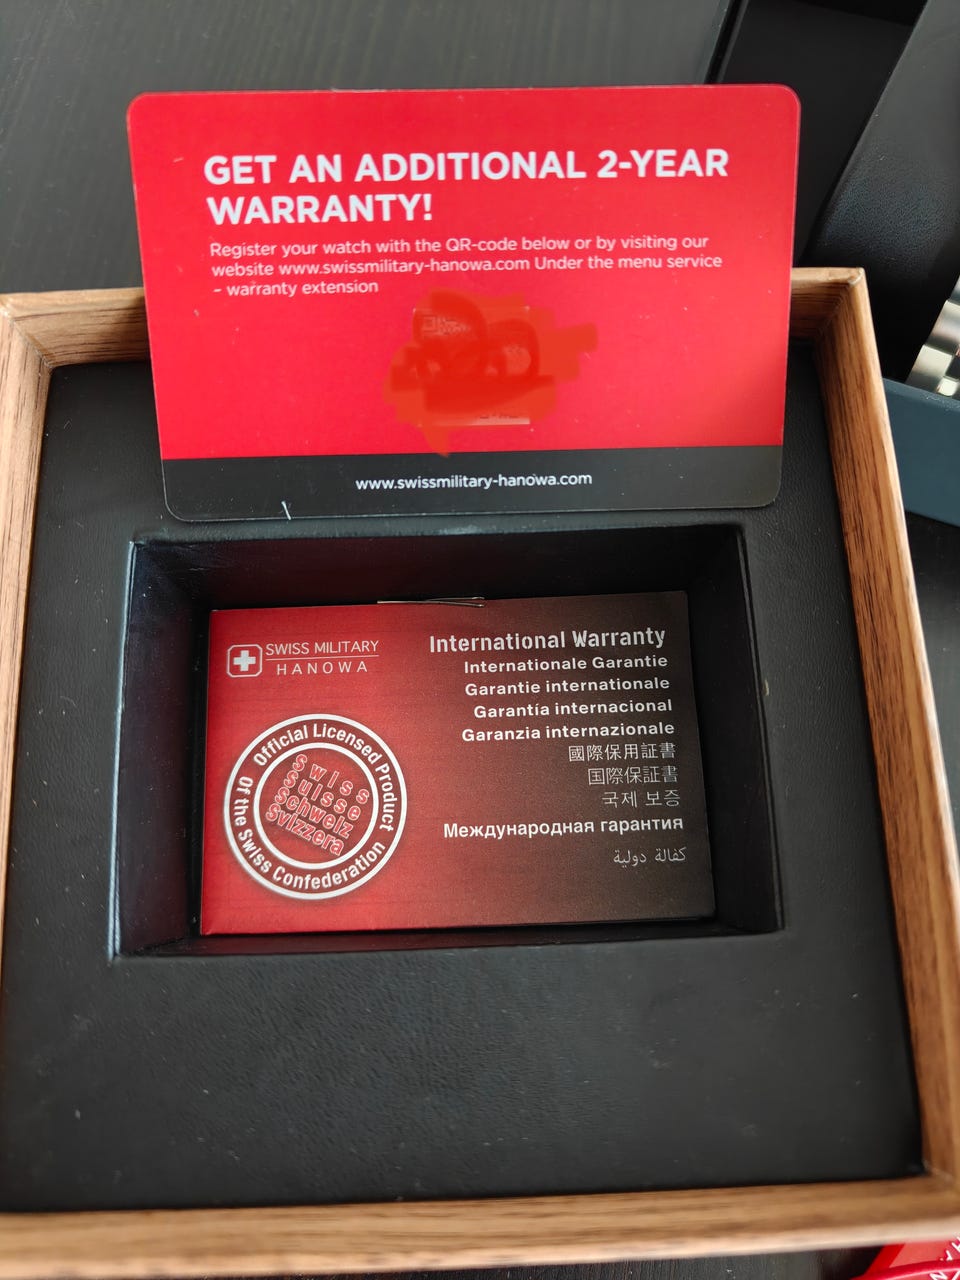 GET AN ADDITIONAL 2-YEAR
WARRANTY!
Register your watch with the QR-code below or by visiting our
website www.swissmilitary-hanowa.com Under the menu service
- warranty extension
www.swissmilitary-hanowa.com
SWISS MILITARY
HANOWA
Official Licensed Product
Of the Swiss Confederation
Swiss
Suisse
Schweiz
Svizzera
International Warranty
Internationale Garantie
Garantie internationale
Garantía internacional
Garanzia internazionale
國際保用証書
国際保証書
국제 보증
Международная гарантия
كفالة دولية